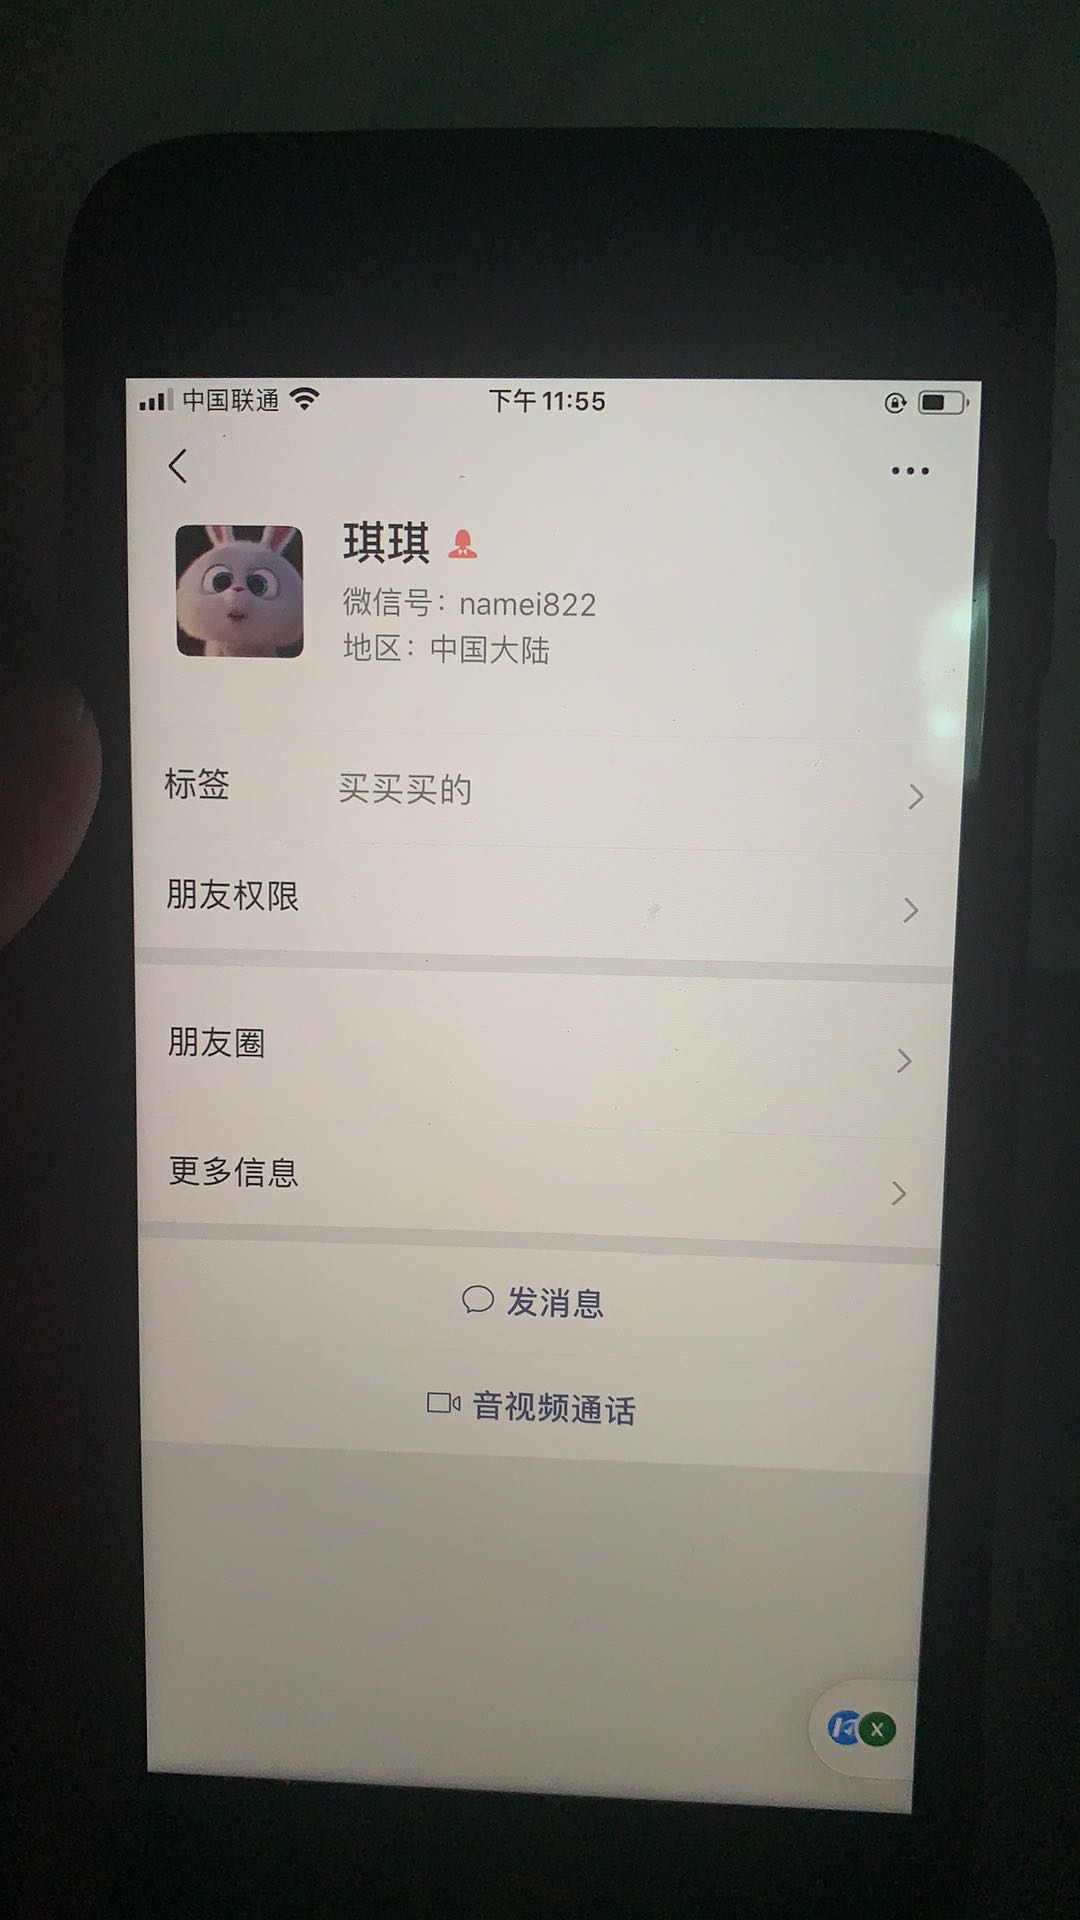 中国联通 下午 11:55
琪琪
微信号：namei822
地区：中国大陆
标签 买买买的
朋友权限
朋友圈
更多信息
发消息
音视频通话
X